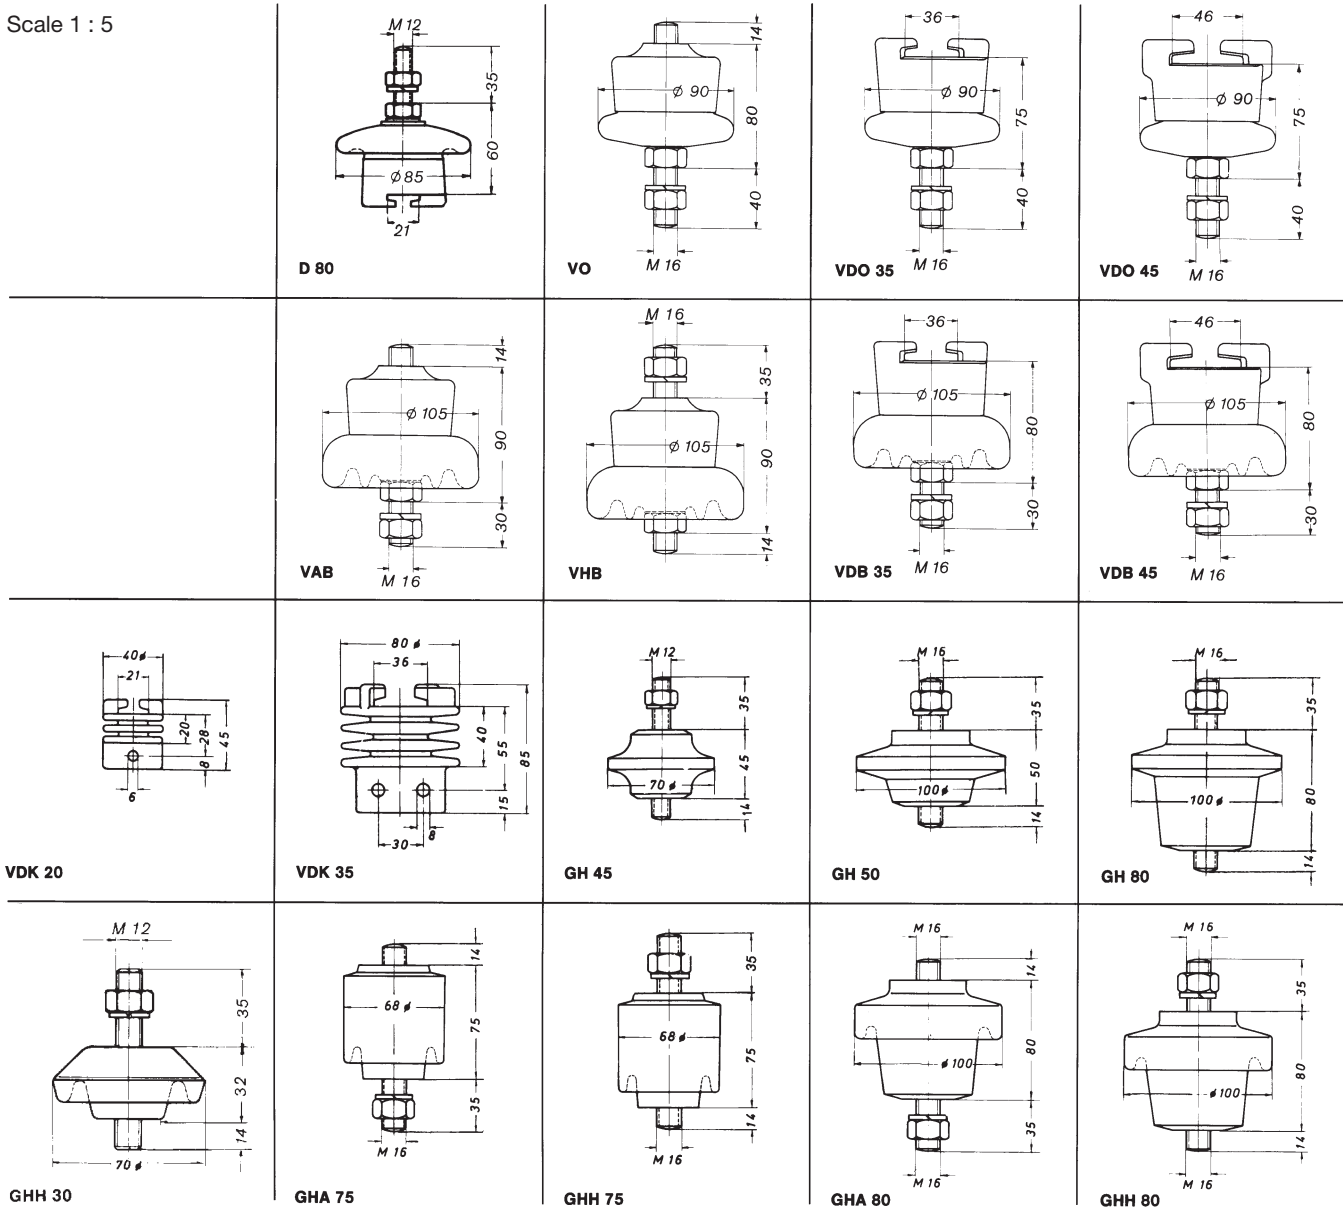 Scale 1 : 5
M 12
35
60
Ø 85
21
D 80
14
Ø 90
80
40
M 16
VO
36
Ø 90
75
40
M 16
VDO 35
46
Ø 90
75
40
M 16
VDO 45
14
Ø 105
90
30
M 16
VAB
M 16
35
Ø 105
90
14
VHB
36
Ø 105
80
30
M 16
VDB 35
46
Ø 105
80
30
M 16
VDB 45
40 ø
21
20
28
45
8
6
VDK 20
80 ø
36
40
55
85
15
8
30
VDK 35
M 12
35
45
70 ø
14
GH 45
M 16
35
50
100 ø
14
GH 50
M 16
35
80
100 ø
14
GH 80
M 12
35
32
14
70 ø
GHH 30
14
68 ø
75
35
M 16
GHA 75
35
68 ø
75
14
M 16
GHH 75
M 16
14
80
ø 100
35
M 16
GHA 80
M 16
35
80
ø 100
14
M 16
GHH 80